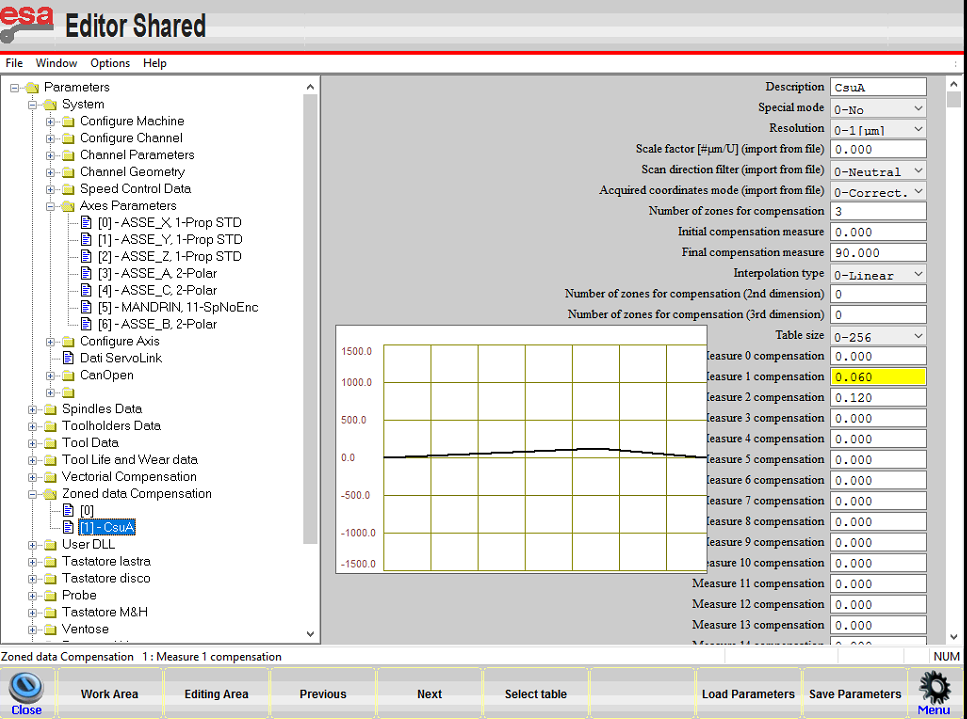 esa
Editor Shared
File Window Options Help
Parameters
System
Configure Machine
Configure Channel
Channel Parameters
Channel Geometry
Speed Control Data
Axes Parameters
[0] - ASSE_X, 1-Prop STD
[1] - ASSE_Y, 1-Prop STD
[2] - ASSE_Z, 1-Prop STD
[3] - ASSE_A, 2-Polar
[4] - ASSE_C, 2-Polar
[5] - MANDRIN, 11-SpNoEnc
[6] - ASSE_B, 2-Polar
Configure Axis
Dati ServoLink
CanOpen
Spindles Data
Toolholders Data
Tool Data
Tool Life and Wear data
Vectorial Compensation
Zoned data Compensation
[0]
[1] - CsuA
User DLL
Tastatore lastra
Tastatore disco
Probe
Tastatore M&H
Ventose
Description CsuA
Special mode 0-No
Resolution 0-1[µm]
Scale factor [#µm/U] (import from file) 0.000
Scan direction filter (import from file) 0-Neutral
Acquired coordinates mode (import from file) 0-Correct.
Number of zones for compensation 3
Initial compensation measure 0.000
Final compensation measure 90.000
Interpolation type 0-Linear
Number of zones for compensation (2nd dimension) 0
Number of zones for compensation (3rd dimension) 0
Table size 0-256
Measure 0 compensation 0.000
Measure 1 compensation 0.060
Measure 2 compensation 0.120
Measure 3 compensation 0.000
Measure 4 compensation 0.000
Measure 5 compensation 0.000
Measure 6 compensation 0.000
Measure 7 compensation 0.000
Measure 8 compensation 0.000
Measure 9 compensation 0.000
Measure 10 compensation 0.000
Measure 11 compensation 0.000
Measure 12 compensation 0.000
Measure 13 compensation 0.000
Measure 14 compensation 0.000
1500.0
1000.0
500.0
0.0
-500.0
-1000.0
-1500.0
Zoned data Compensation 1 : Measure 1 compensation NUM
Close Work Area Editing Area Previous Next Select table Load Parameters Save Parameters Menu